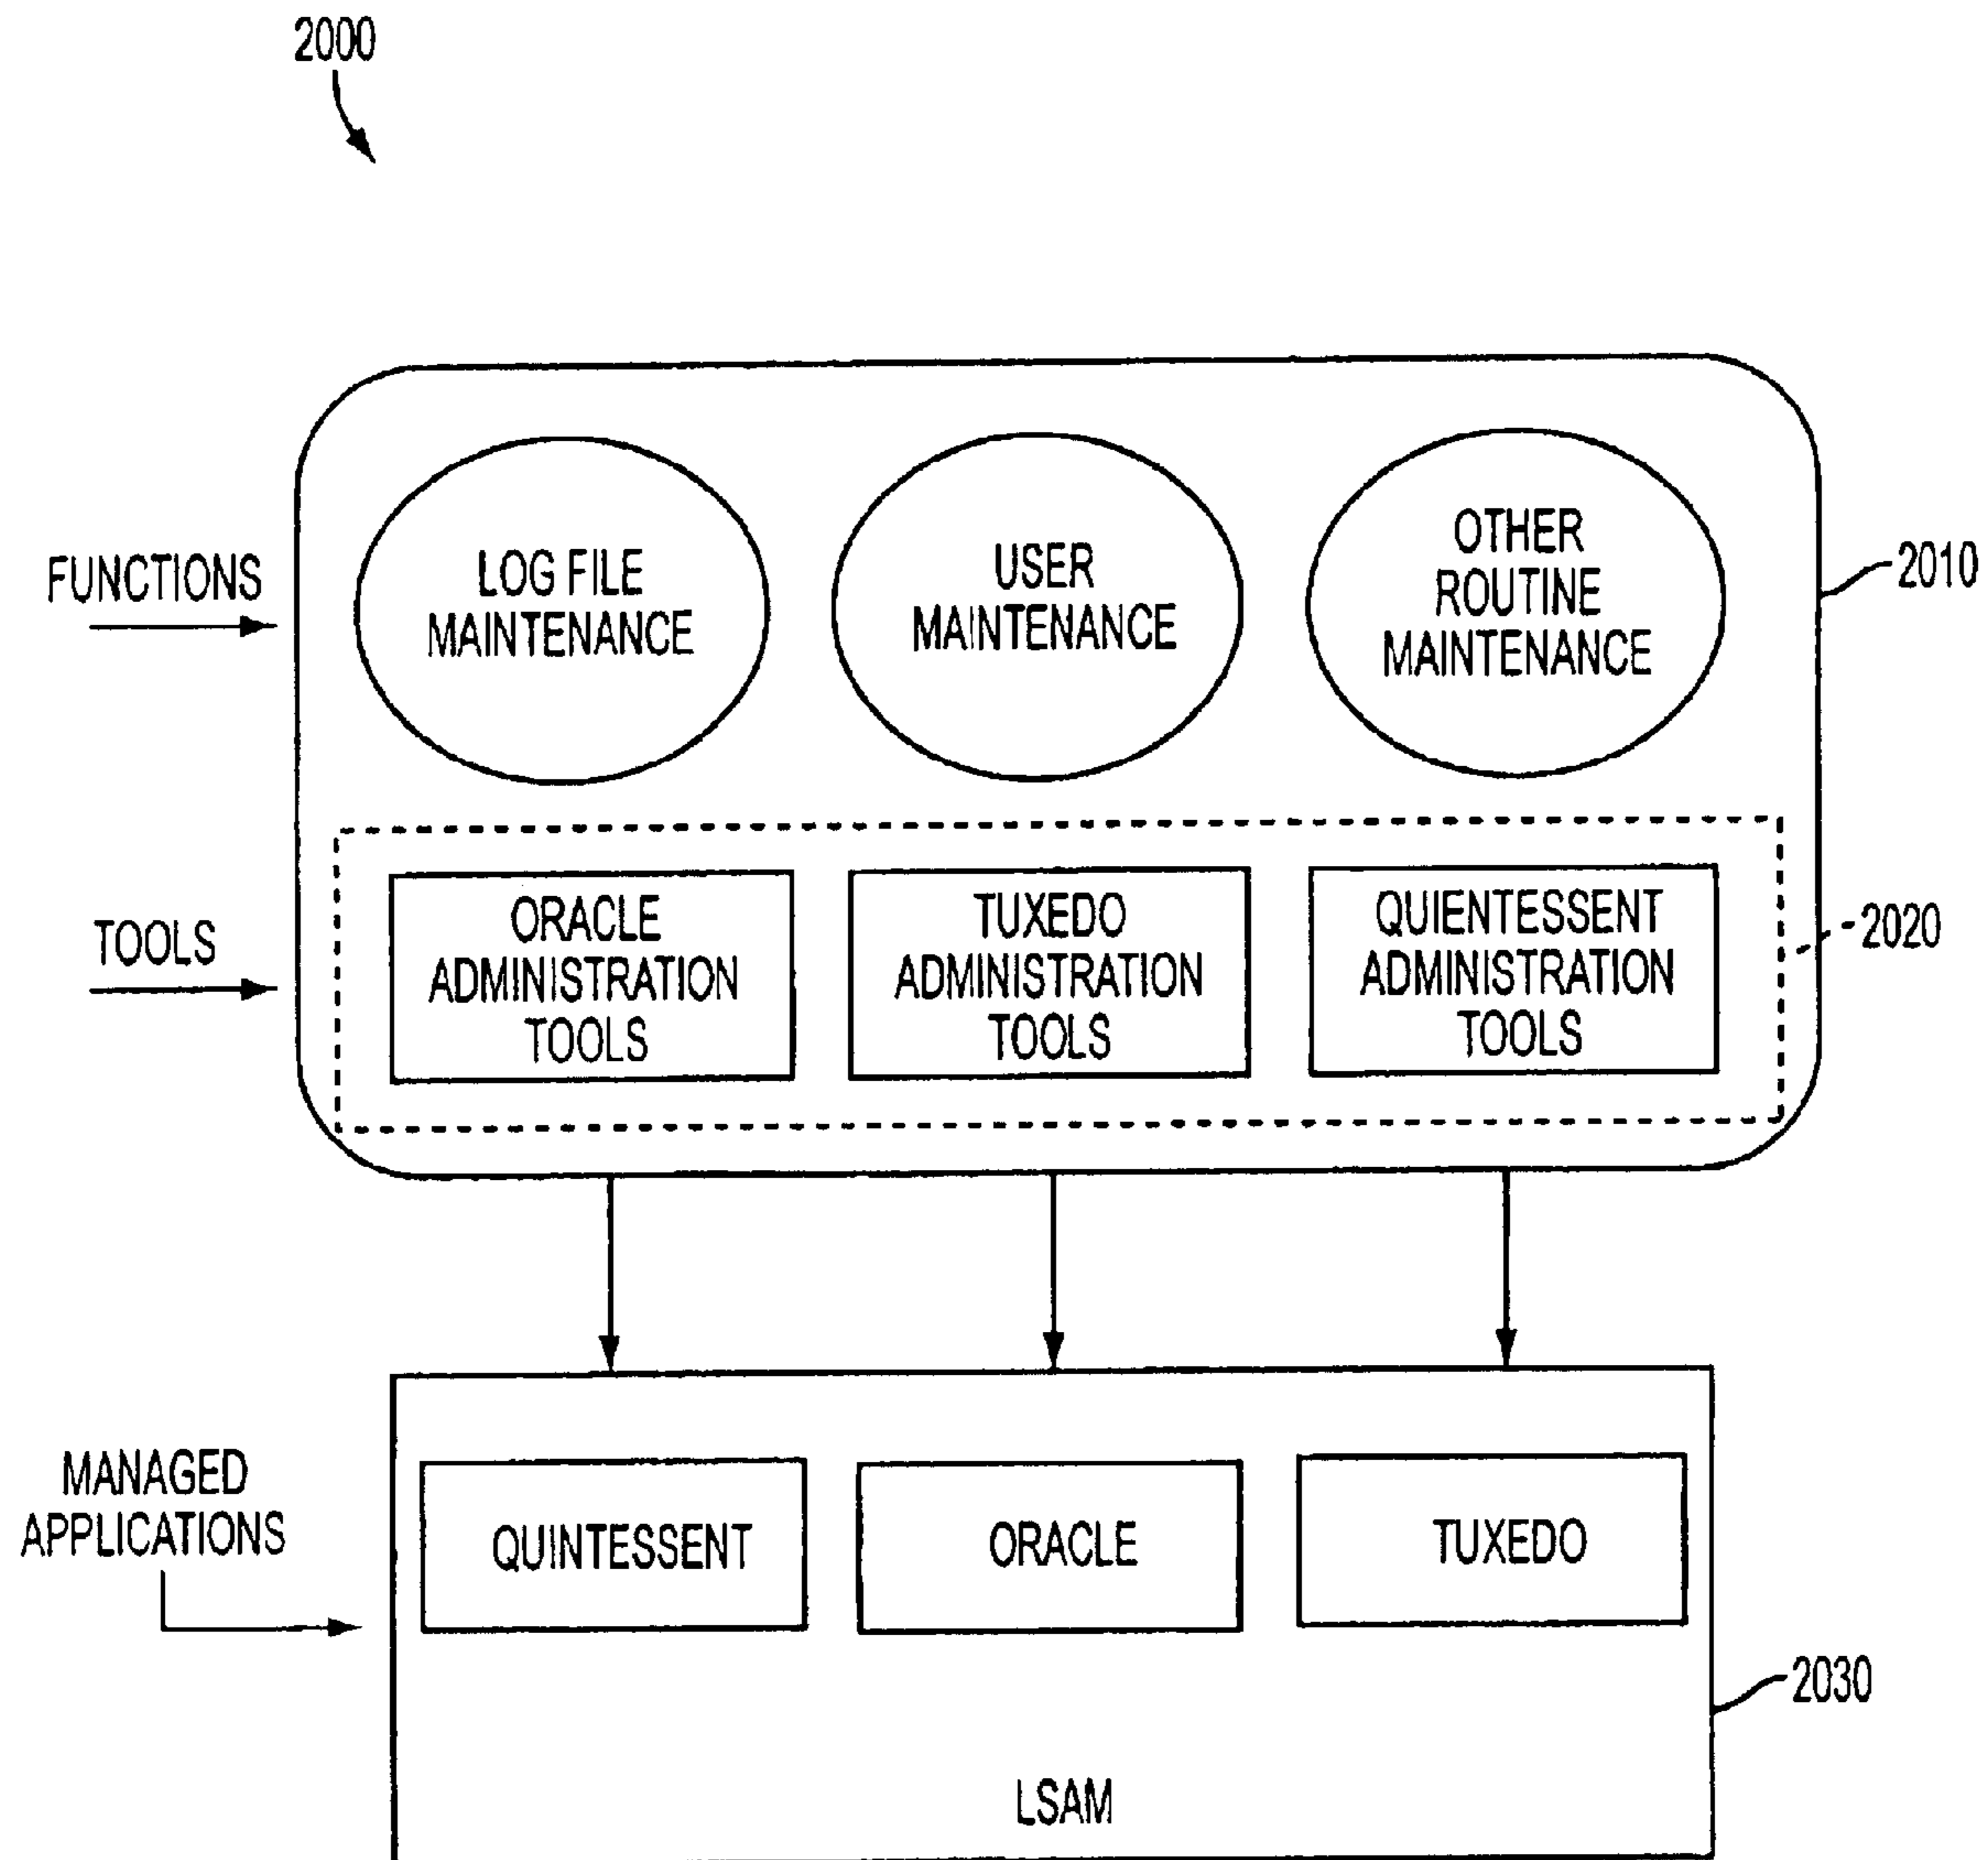 2000
FUNCTIONS
LOG FILE
MAINTENANCE
USER
MAINTENANCE
OTHER
ROUTINE
MAINTENANCE
2010
TOOLS
ORACLE
ADMINISTRATION
TOOLS
TUXEDO
ADMINISTRATION
TOOLS
QUIENTESSENT
ADMINISTRATION
TOOLS
2020
MANAGED
APPLICATIONS
QUINTESSENT
ORACLE
TUXEDO
2030
LSAM